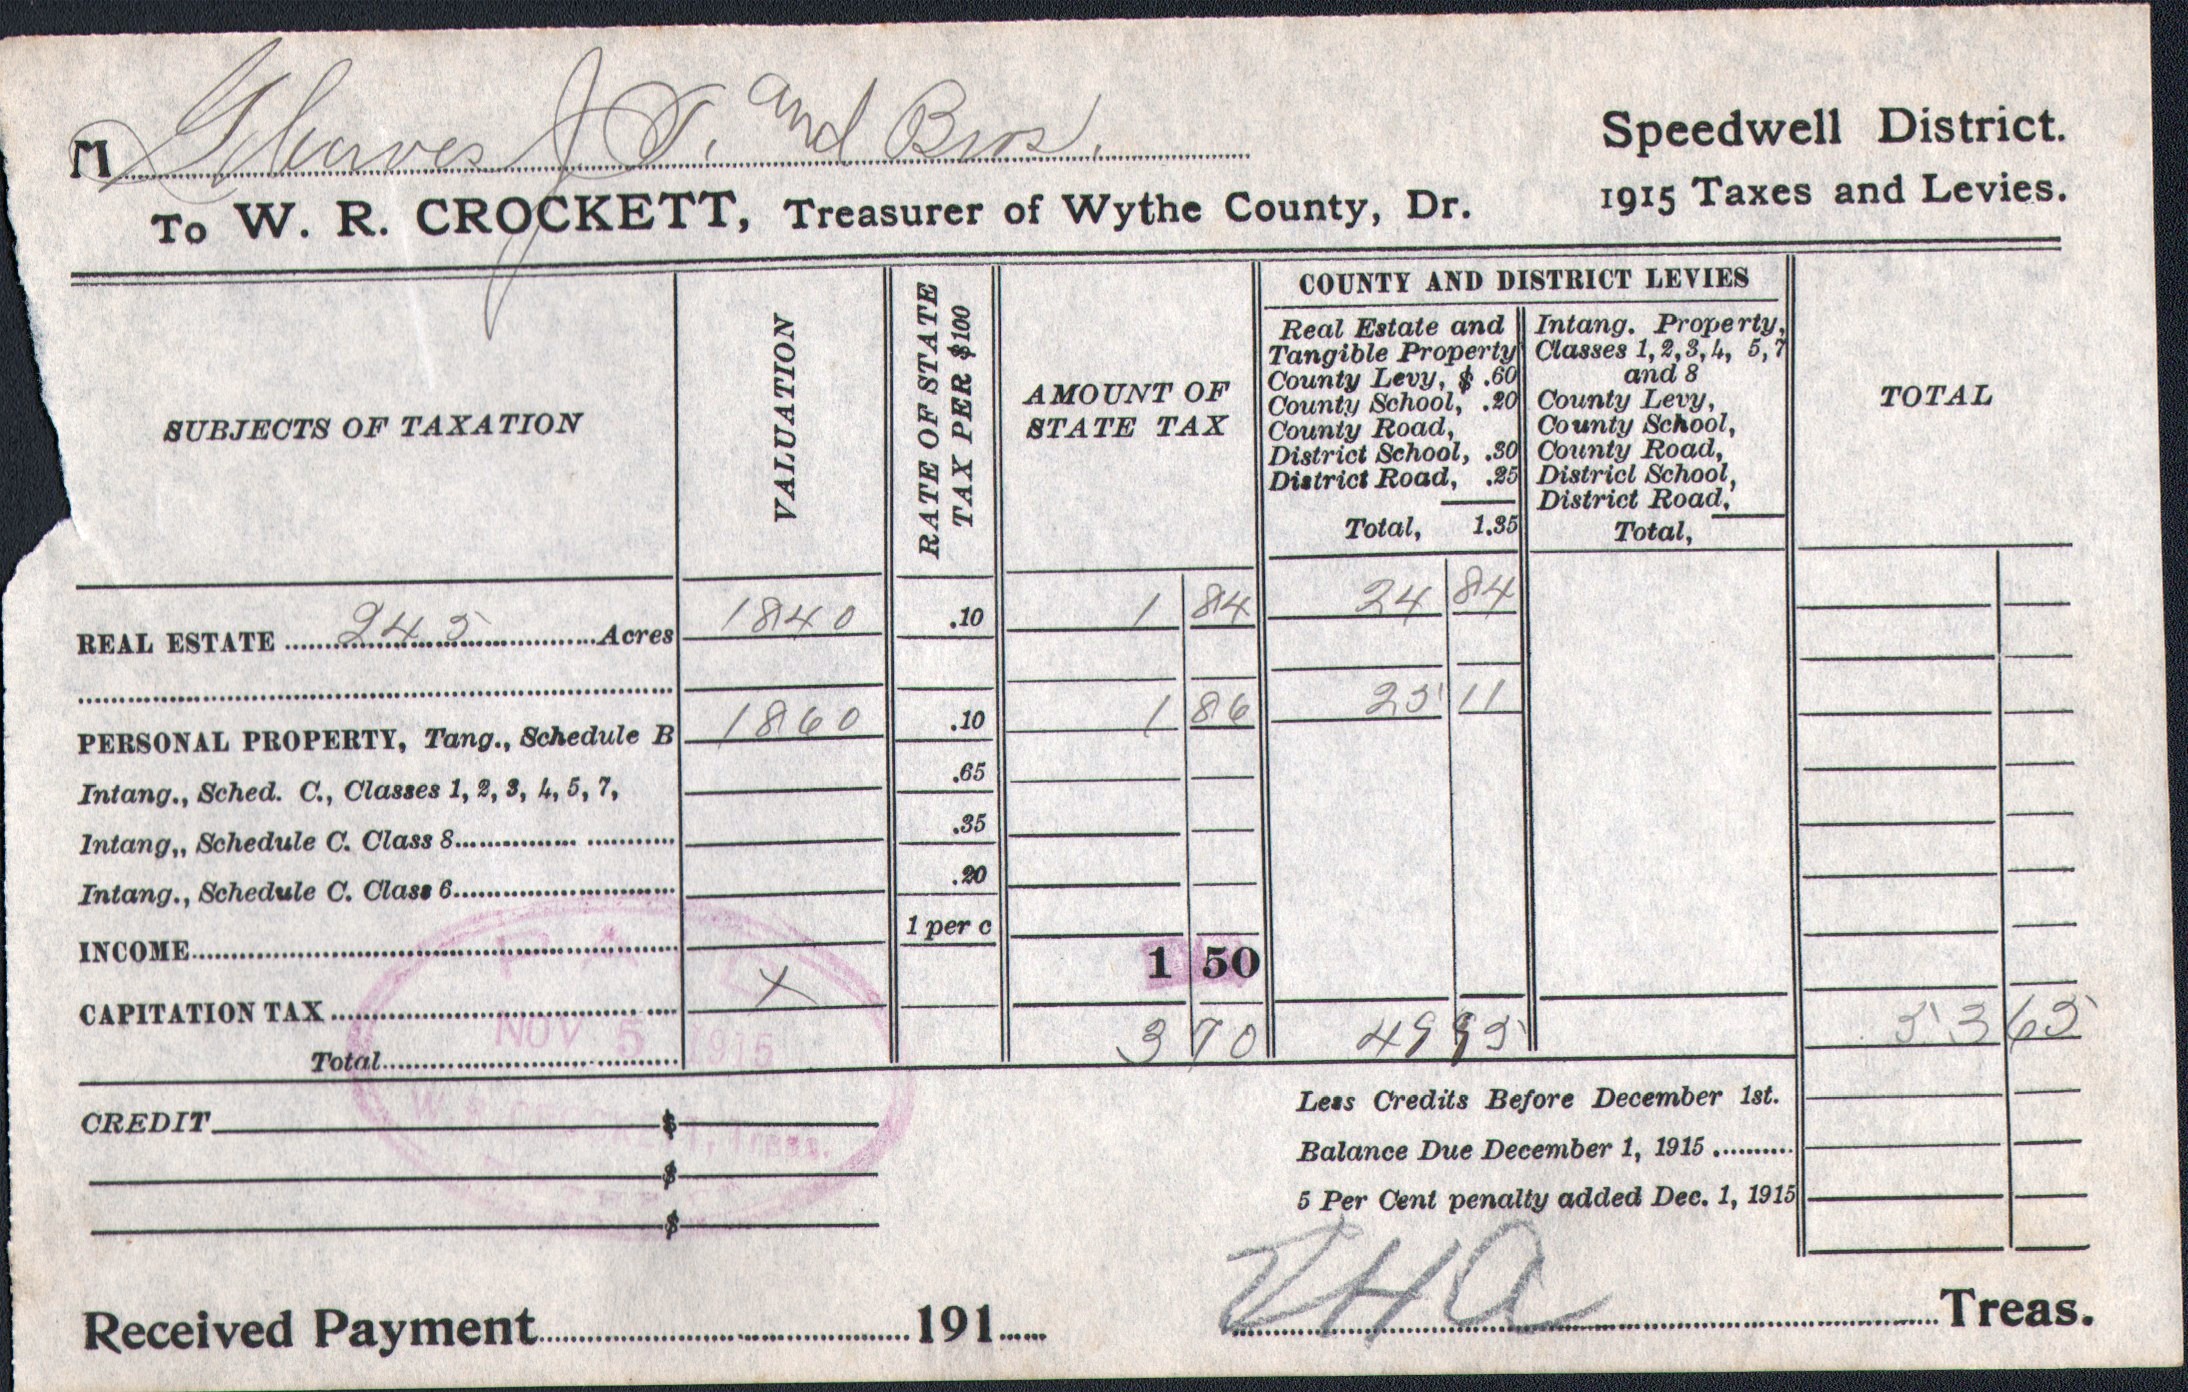 M Gleaves J T. and Bros.
Speedwell District.
To W. R. CROCKETT, Treasurer of Wythe County, Dr.
1915 Taxes and Levies.
SUBJECTS OF TAXATION
VALUATION
RATE OF STATE TAX PER $100
AMOUNT OF STATE TAX
COUNTY AND DISTRICT LEVIES
Real Estate and
Tangible Property
County Levy, $ .60
County School, .20
County Road,
District School, .30
District Road, .25
Total, 1.35
Intang. Property,
Classes 1, 2, 3, 4, 5, 7
and 8
County Levy,
County School,
County Road,
District School,
District Road,
Total,
TOTAL
REAL ESTATE 245 Acres 1840 .10 1 84 24 84
PERSONAL PROPERTY, Tang., Schedule B 1860 .10 1 86 25 11
Intang., Sched. C., Classes 1, 2, 3, 4, 5, 7, .65
Intang,, Schedule C. Class 8 .35
Intang., Schedule C. Class 6 .20
INCOME 1 per c
CAPITATION TAX X 1 50
Total 3 70 49 95 53 65
PAID
NOV 5 1915
W. R. CROCKETT, Treas.
CREDIT $
$
$
Less Credits Before December 1st.
Balance Due December 1, 1915
5 Per Cent penalty added Dec. 1, 1915
Received Payment 191 Treas.